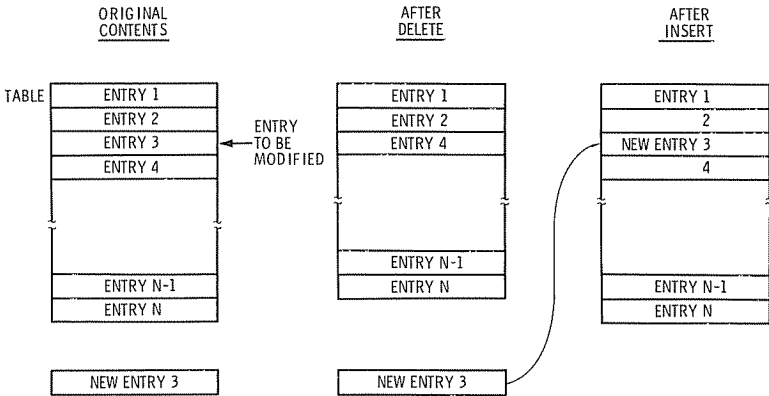 ORIGINAL
CONTENTS
TABLE
ENTRY 1
ENTRY 2
ENTRY 3
ENTRY 4
ENTRY N-1
ENTRY N
NEW ENTRY 3
ENTRY
TO BE
MODIFIED
AFTER
DELETE
ENTRY 1
ENTRY 2
ENTRY 4
ENTRY N-1
ENTRY N
NEW ENTRY 3
AFTER
INSERT
ENTRY 1
2
NEW ENTRY 3
4
ENTRY N-1
ENTRY N